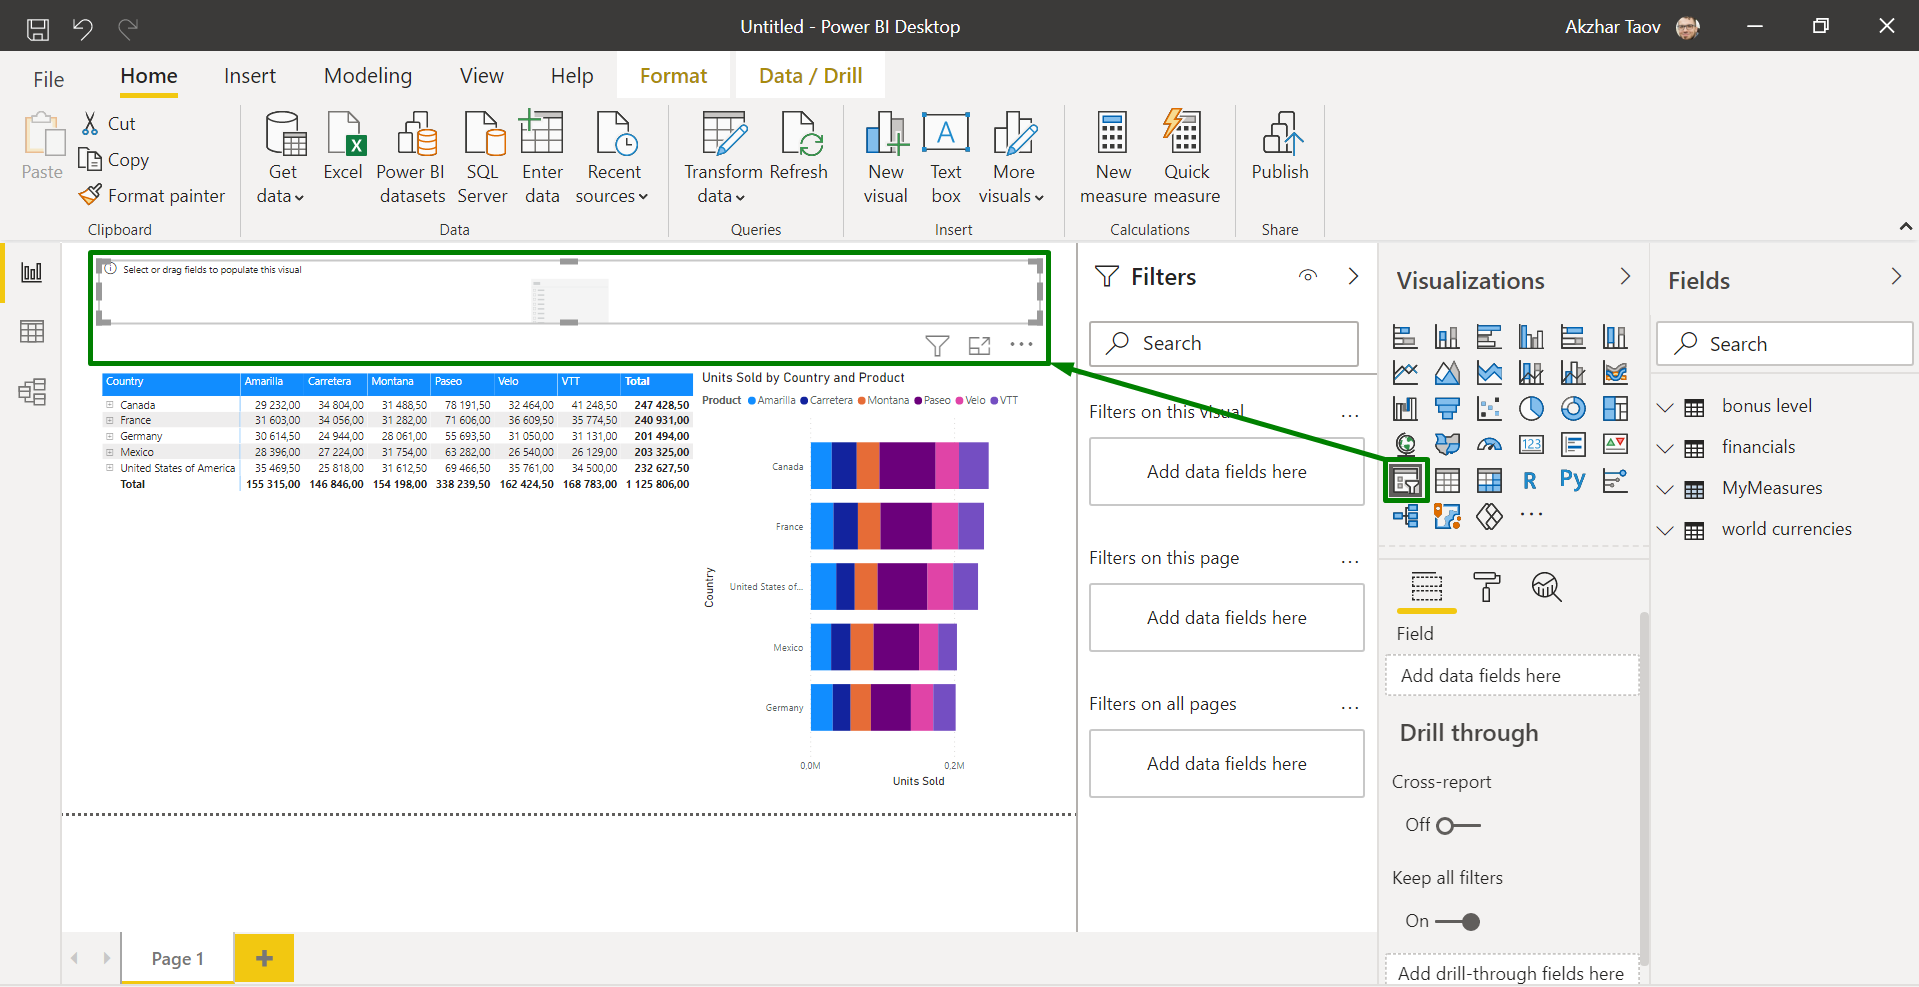 Untitled - Power BI Desktop
Akzhar Taov
File
Home
Insert
Modeling
View
Help
Format
Data / Drill
Paste
Cut
Copy
Format painter
Clipboard
Get data
Excel
Power BI datasets
SQL Server
Enter data
Recent sources
Data
Transform data
Refresh
Queries
New visual
Text box
More visuals
Insert
New measure
Quick measure
Calculations
Publish
Share
Select or drag fields to populate this visual
Country Amarilla Carretera Montana Paseo Velo VTT Total
Canada 29 232,00 34 804,00 31 488,50 78 191,50 32 464,00 41 248,50 247 428,50
France 31 603,00 34 056,00 31 282,00 71 606,00 36 609,50 35 774,50 240 931,00
Germany 30 614,50 24 944,00 28 061,00 55 693,50 31 050,00 31 131,00 201 494,00
Mexico 28 396,00 27 224,00 31 754,00 63 282,00 26 540,00 26 129,00 203 325,00
United States of America 35 469,50 25 818,00 31 612,50 69 466,50 35 761,00 34 500,00 232 627,50
Total 155 315,00 146 846,00 154 198,00 338 239,50 162 424,50 168 783,00 1 125 806,00
Units Sold by Country and Product
Product Amarilla Carretera Montana Paseo Velo VTT
Country
Canada
France
United States of...
Mexico
Germany
0,0M 0,2M
Units Sold
Page 1
Filters
Search
Filters on this visual
Add data fields here
Filters on this page
Add data fields here
Filters on all pages
Add data fields here
Visualizations
123
R
Py
Field
Add data fields here
Drill through
Cross-report
Off
Keep all filters
On
Add drill-through fields here
Fields
Search
bonus level
financials
MyMeasures
world currencies